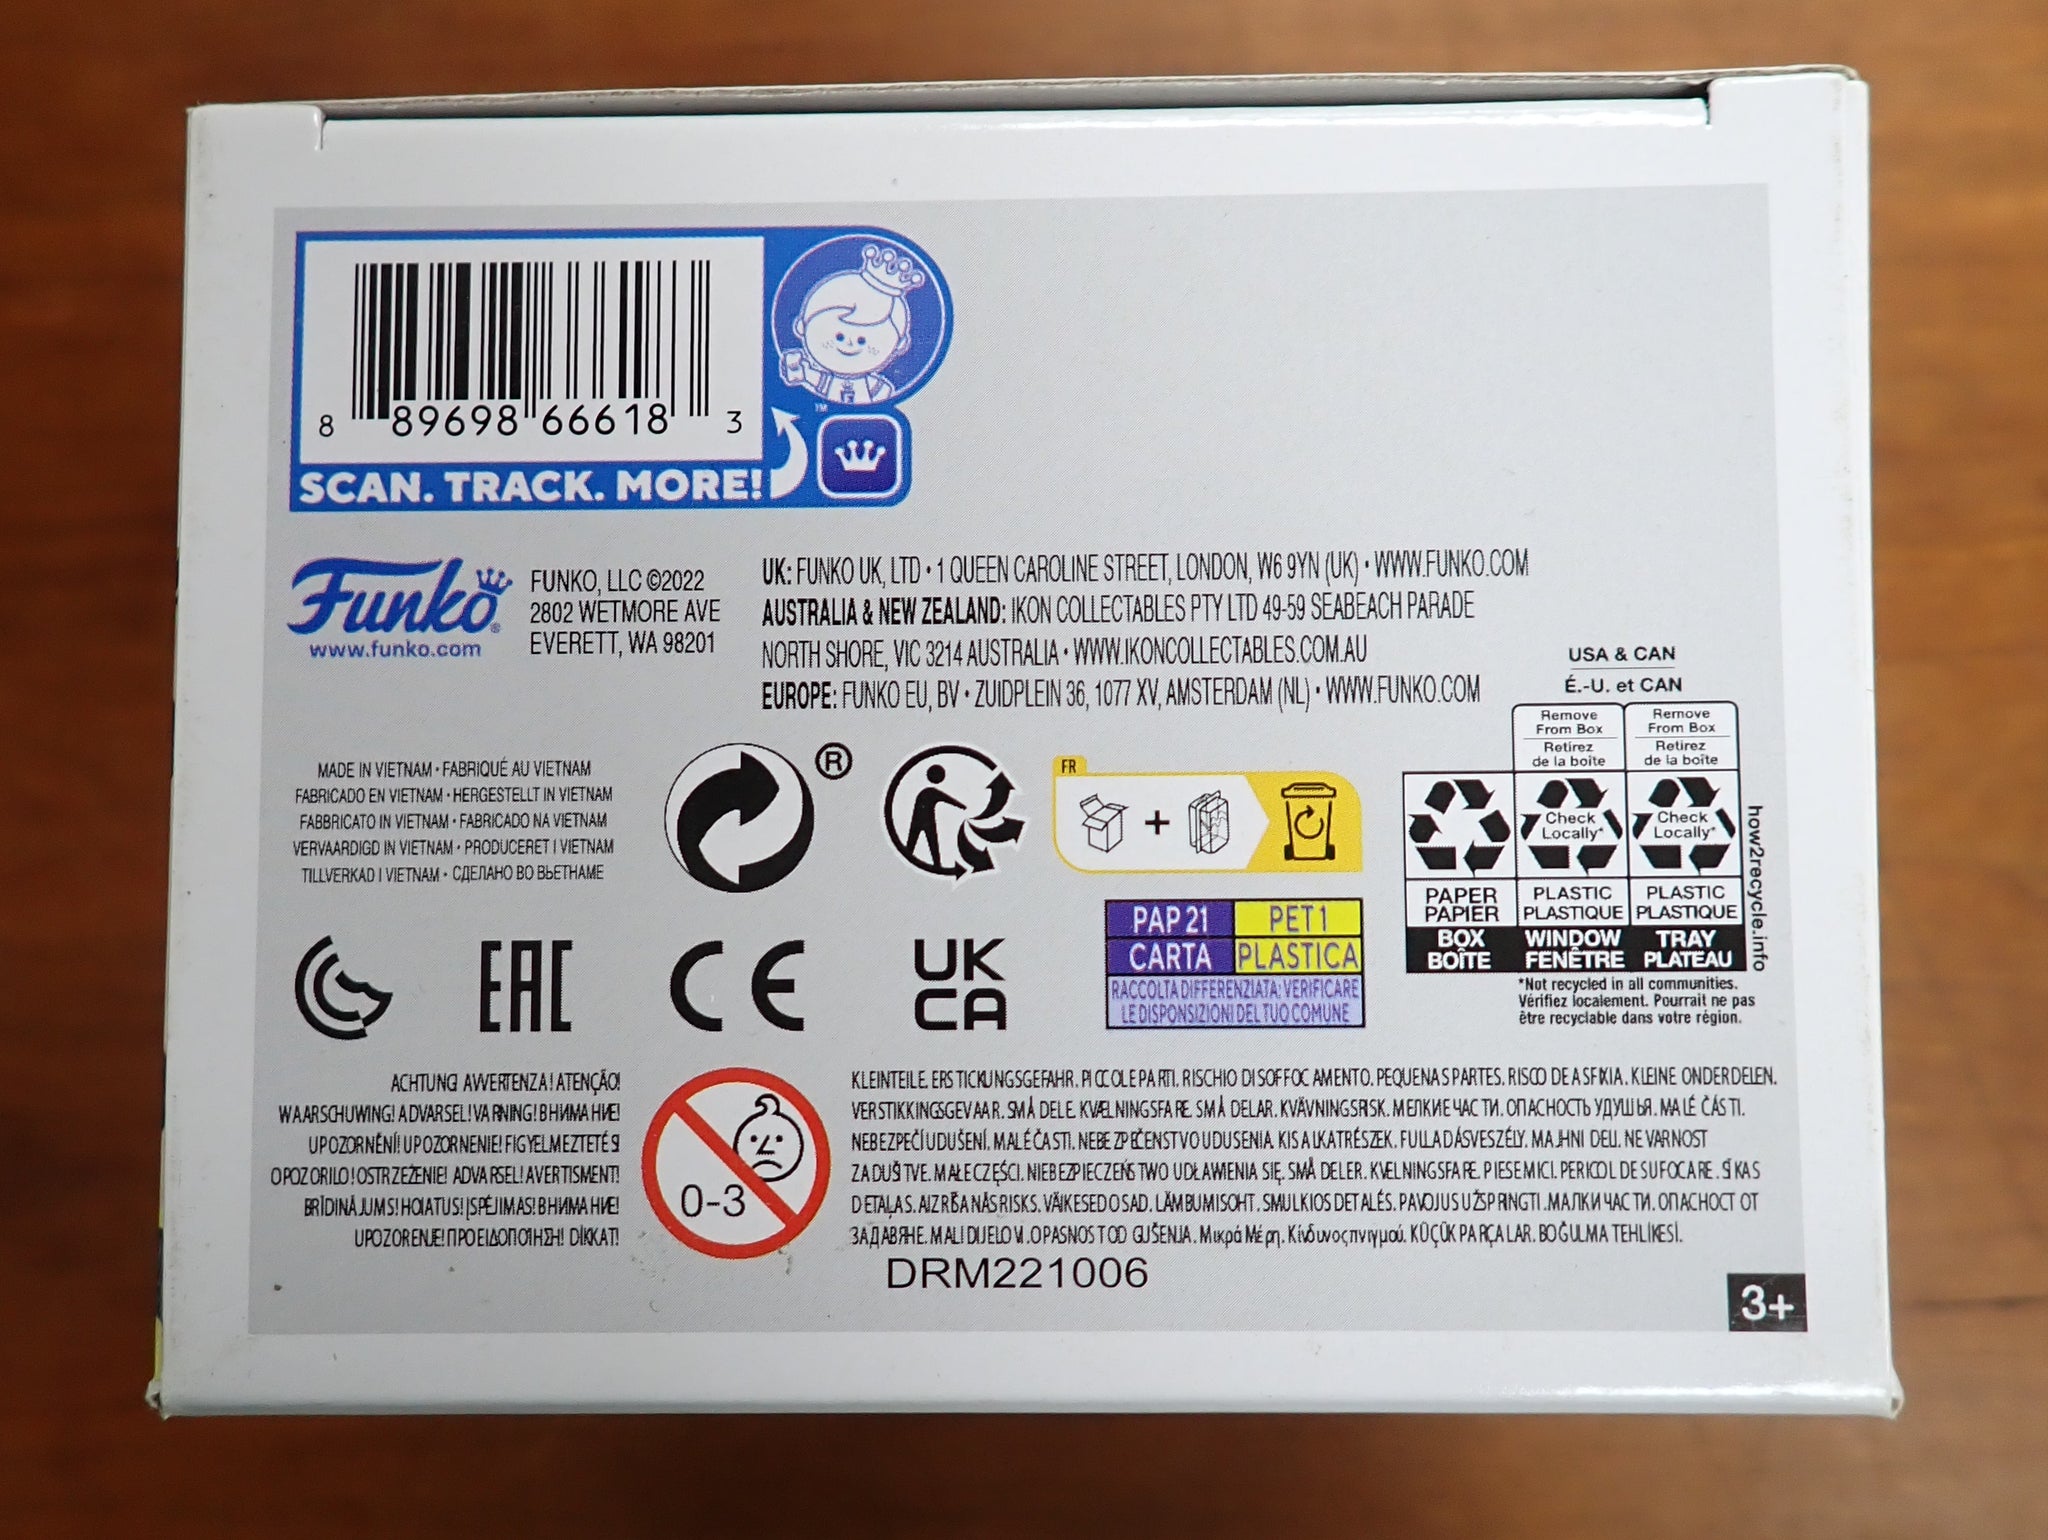 8 89698 66618 3
SCAN. TRACK. MORE!
TM
Funko®
www.funko.com
FUNKO, LLC ©2022
2802 WETMORE AVE
EVERETT, WA 98201
UK: FUNKO UK, LTD • 1 QUEEN CAROLINE STREET, LONDON, W6 9YN (UK) • WWW.FUNKO.COM
AUSTRALIA & NEW ZEALAND: IKON COLLECTABLES PTY LTD 49-59 SEABEACH PARADE
NORTH SHORE, VIC 3214 AUSTRALIA • WWW.IKONCOLLECTABLES.COM.AU
EUROPE: FUNKO EU, BV • ZUIDPLEIN 36, 1077 XV, AMSTERDAM (NL) • WWW.FUNKO.COM
MADE IN VIETNAM • FABRIQUÉ AU VIETNAM
FABRICADO EN VIETNAM • HERGESTELLT IN VIETNAM
FABBRICATO IN VIETNAM • FABRICADO NA VIETNAM
VERVAARDIGD IN VIETNAM • PRODUCERET I VIETNAM
TILLVERKAD I VIETNAM • СДЕЛАНО ВО ВЬЕТНАМЕ
®
FR
+
USA & CAN
É.-U. et CAN
Remove
From Box
Retirez
de la boîte
Remove
From Box
Retirez
de la boîte
Check
Locally*
Check
Locally*
PAPER
PAPIER
PLASTIC
PLASTIQUE
PLASTIC
PLASTIQUE
BOX
BOÎTE
WINDOW
FENÊTRE
TRAY
PLATEAU
how2recycle.info
*Not recycled in all communities.
Vérifiez localement. Pourrait ne pas
être recyclable dans votre région.
EAC
CE
UK
CA
PAP 21
PET 1
CARTA
PLASTICA
RACCOLTA DIFFERENZIATA: VERIFICARE
LE DISPONSIZIONI DEL TUO COMUNE
ACHTUNG! AVVERTENZA! ATENÇÃO!
WAARSCHUWING! ADVARSEL! VARNING! ВНИМАНИЕ!
UPOZORNĚNÍ! UPOZORNENIE! FIGYELMEZTETÉS!
OPOZORILO! OSTRZEŻENIE! ADVARSEL! AVERTISMENT!
BRĪDINĀJUMS! HOIATUS! ĮSPĖJIMAS! ВНИМАНИЕ!
UPOZORENJE! ΠΡΟΕΙΔΟΠΟΙΗΣΗ! DİKKAT!
0-3
KLEINTEILE. ERSTICKUNGSGEFAHR. PICCOLE PARTI. RISCHIO DI SOFFOCAMENTO. PEQUENAS PARTES. RISCO DE ASFIXIA. KLEINE ONDERDELEN.
VERSTIKKINGSGEVAAR. SMÅ DELE. KVÆLNINGSFARE. SMÅ DELAR. KVÄVNINGSRISK. МЕЛКИЕ ЧАСТИ. ОПАСНОСТЬ УДУШЬЯ. MALÉ ČÁSTI.
NEBEZPEČÍ UDUŠENÍ. MALÉ ČASTI. NEBEZPEČENSTVO UDUSENIA. KIS ALKATRÉSZEK. FULLADÁSVESZÉLY. MAJHNI DELI. NEVARNOST
ZADUŠITVE. MAŁE CZĘŚCI. NIEBEZPIECZEŃSTWO UDŁAWIENIA SIĘ. SMÅ DELER. KVELNINGSFARE. PIESE MICI. PERICOL DE SUFOCARE. SĪKAS
DETAĻAS. AIZRĪŠANĀS RISKS. VÄIKESED OSAD. LÄMBUMISOHT. SMULKIOS DETALĖS. PAVOJUS UŽSPRINGTI. МАЛКИ ЧАСТИ. ОПАСНОСТ ОТ
ЗАДАВЯНЕ. MALI DIJELOVI. OPASNOST OD GUŠENJA. Μικρά Μέρη. Κίνδυνος πνιγμού. KÜÇÜK PARÇALAR. BOĞULMA TEHLİKESİ.
DRM221006
3+